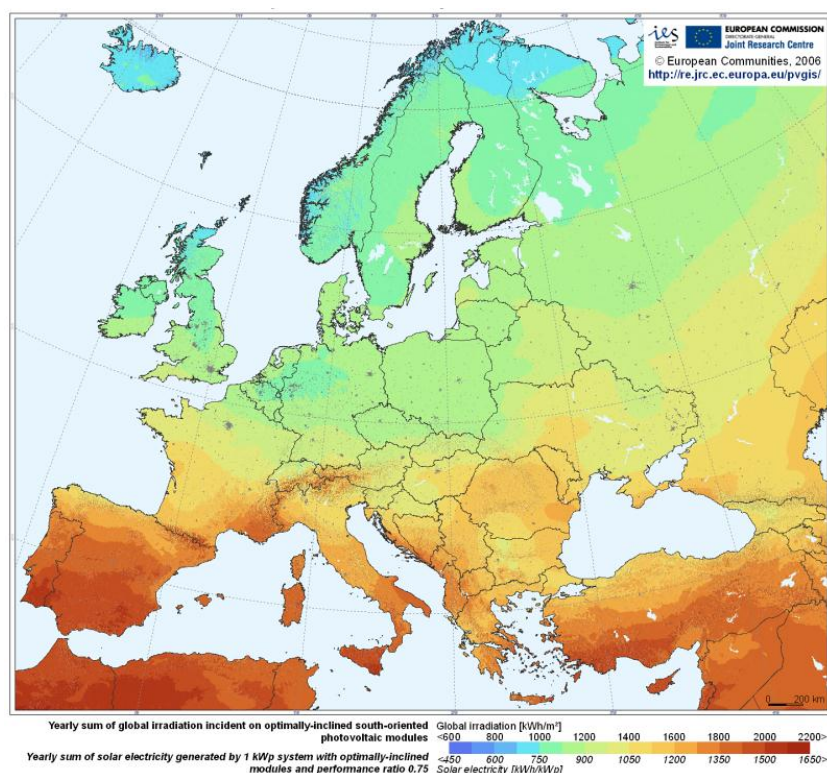 ies
EUROPEAN COMMISSION
DIRECTORATE-GENERAL
Joint Research Centre
© European Communities, 2006
http://re.jrc.ec.europa.eu/pvgis/
0 200 km
Yearly sum of global irradiation incident on optimally-inclined south-oriented
photovoltaic modules
Global irradiation [kWh/m²]
<600 800 1000 1200 1400 1600 1800 2000 2200>
Yearly sum of solar electricity generated by 1 kWp system with optimally-inclined
modules and performance ratio 0.75
<450 600 750 900 1050 1200 1350 1500 1650>
Solar electricity [kWh/kWp]